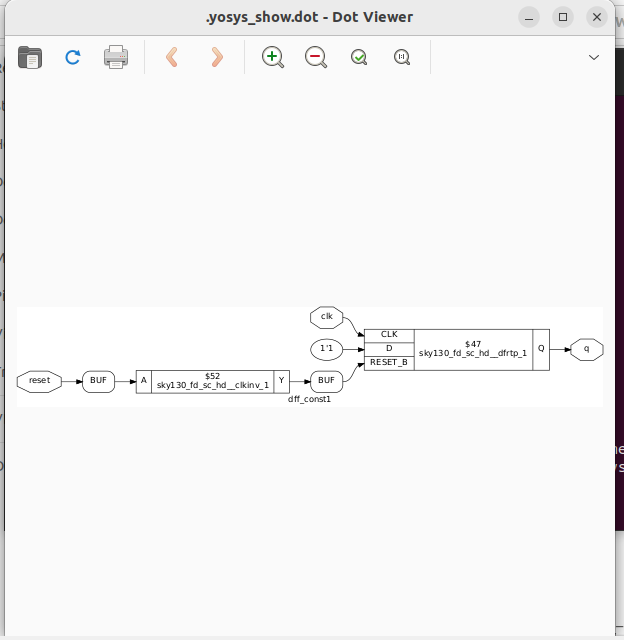 .yosys_show.dot - Dot Viewer
clk
1'1
CLK
D
RESET_B
$47
sky130_fd_sc_hd__dfrtp_1
Q
q
reset
BUF
A
$52
sky130_fd_sc_hd__clkinv_1
Y
BUF
dff_const1